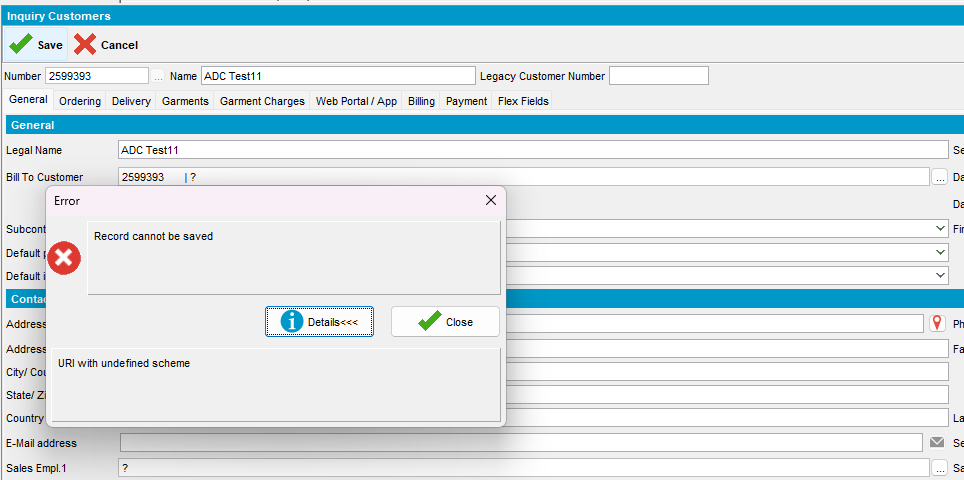 Inquiry Customers
Save Cancel
Number 2599393 ... Name ADC Test11 Legacy Customer Number
General Ordering Delivery Garments Garment Charges Web Portal / App Billing Payment Flex Fields
General
Legal Name ADC Test11 Se
Bill To Customer 2599393 | ? ... Da
Error Da
Subcont Fin
Record cannot be saved
Default p
Default i
Contac
Address Details<<< Close Ph
Address Fa
URI with undefined scheme
City/ Cou
State/ Zi
Country La
E-Mail address Se
Sales Empl.1 ? ... Sa